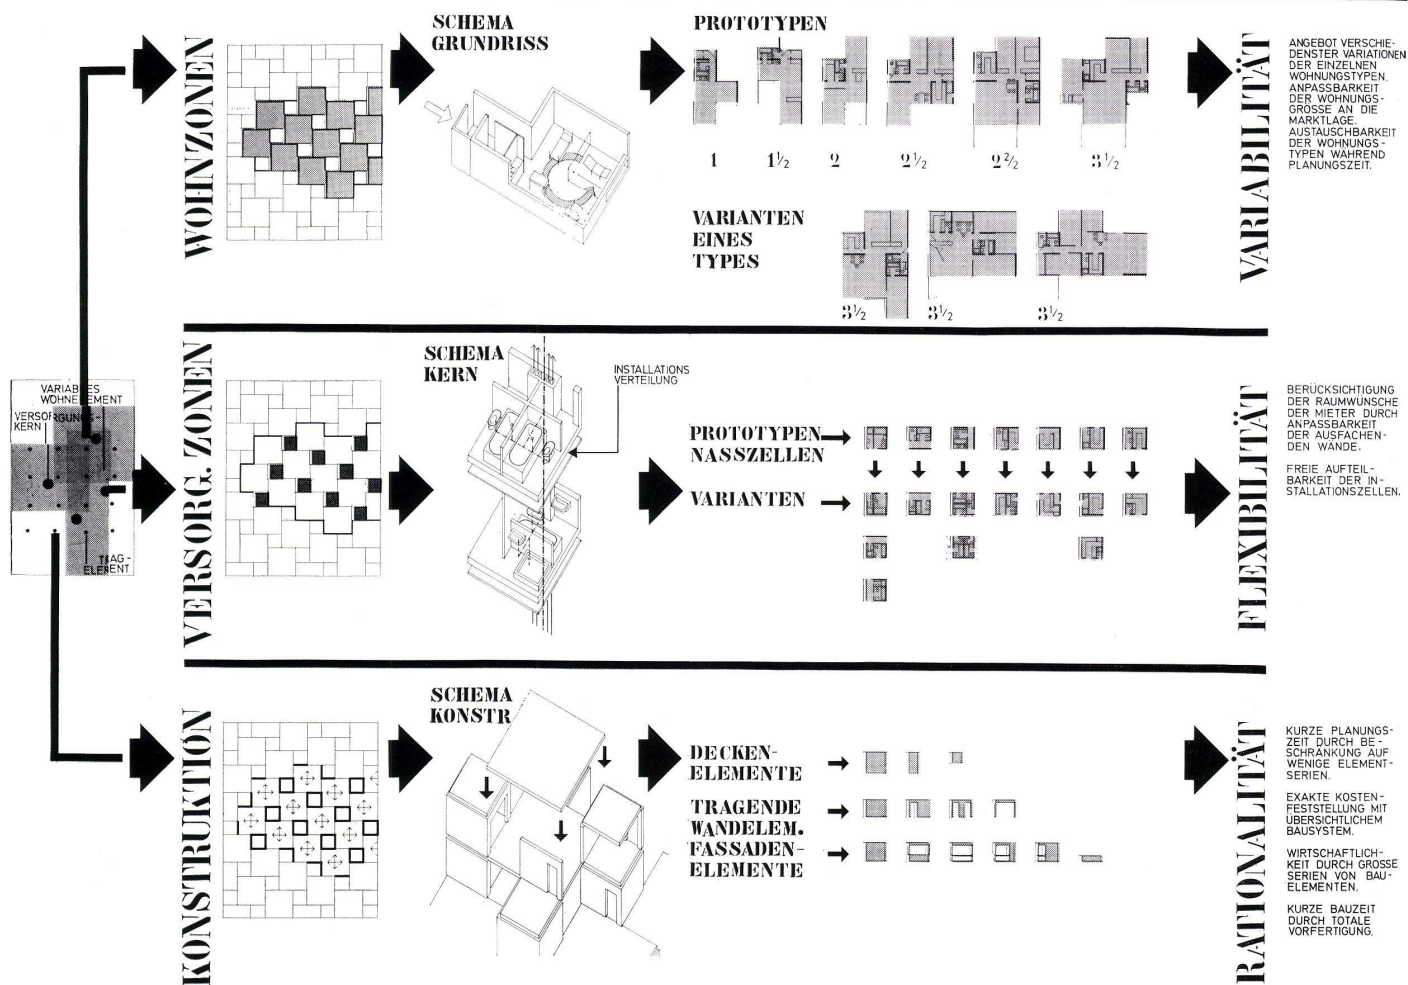 VARIABLES
WOHNELEMENT
VERSORGUNGS-
KERN
TRAG-
ELEMENT
WOHNZONEN
SCHEMA
GRUNDRISS
PROTOTYPEN
1
1½
2
2½
2²/₂
3½
VARIANTEN
EINES
TYPES
3½
3½
3½
VARIABILITÄT
ANGEBOT VERSCHIE-
DENSTER VARIATIONEN
DER EINZELNEN
WOHNUNGSTYPEN.
ANPASSBARKEIT
DER WOHNUNGS-
GRÖSSE AN DIE
MARKTLAGE.
AUSTAUSCHBARKEIT
DER WOHNUNGS-
TYPEN WÄHREND
PLANUNGSZEIT.
VERSORG. ZONEN
SCHEMA
KERN
INSTALLATIONS
VERTEILUNG
PROTOTYPEN
NASSZELLEN
VARIANTEN
FLEXIBILITÄT
BERÜCKSICHTIGUNG
DER RAUMWÜNSCHE
DER MIETER DURCH
ANPASSBARKEIT
DER AUSFACHEN-
DEN WÄNDE.
FREIE AUFTEIL-
BARKEIT DER IN-
STALLATIONSZELLEN.
KONSTRUKTION
SCHEMA
KONSTR
DECKEN-
ELEMENTE
TRAGENDE
WANDELEM.
FASSADEN-
ELEMENTE
RATIONALITÄT
KURZE PLANUNGS-
ZEIT DURCH BE-
SCHRÄNKUNG AUF
WENIGE ELEMENT-
SERIEN.
EXAKTE KOSTEN-
FESTSTELLUNG MIT
ÜBERSICHTLICHEM
BAUSYSTEM.
WIRTSCHAFTLICH-
KEIT DURCH GROSSE
SERIEN VON BAU-
ELEMENTEN.
KURZE BAUZEIT
DURCH TOTALE
VORFERTIGUNG.